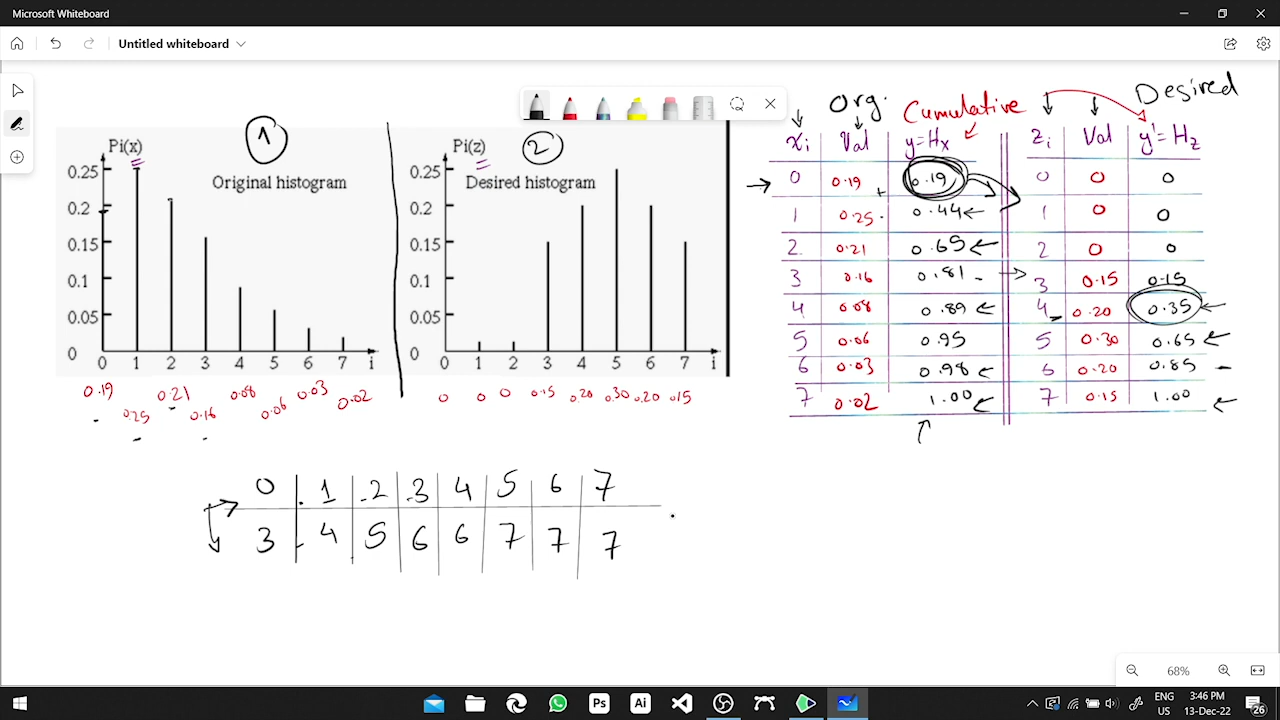 Microsoft Whiteboard
Untitled whiteboard
1
Pi(x)
Original histogram
0.25
0.2
0.15
0.1
0.05
0
0 1 2 3 4 5 6 7 i
0.19 0.25 0.21 0.16 0.08 0.06 0.03 0.02
2
Pi(z)
Desired histogram
0.25
0.2
0.15
0.1
0.05
0
0 1 2 3 4 5 6 7 i
0 0 0 0.15 0.20 0.30 0.20 0.15
Org. Cumulative Desired
xi Val y=Hx zi Val y'=Hz
0 0.19 0.19 0 0 0
1 0.25 0.44 1 0 0
2 0.21 0.65 2 0 0
3 0.16 0.81 3 0.15 0.15
4 0.08 0.89 4 0.20 0.35
5 0.06 0.95 5 0.30 0.65
6 0.03 0.98 6 0.20 0.85
7 0.02 1.00 7 0.15 1.00
0 1 2 3 4 5 6 7
3 4 5 6 6 7 7 7
68%
Ps Ai
ENG
US
3:46 PM
13-Dec-22
26